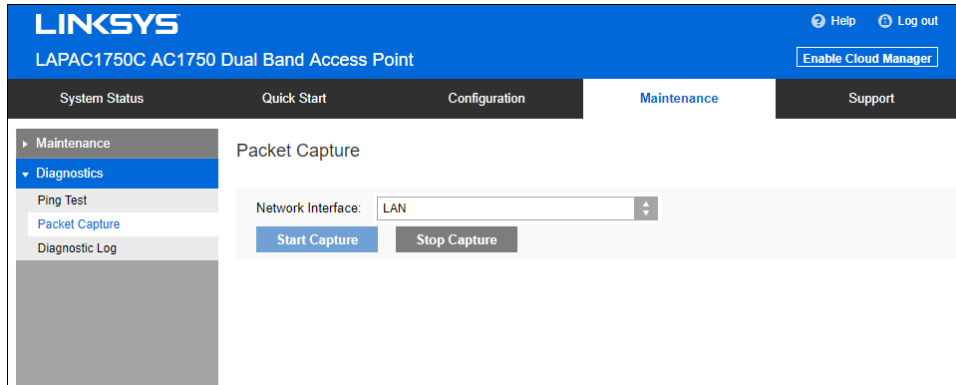 LINKSYS
Help
Log out
LAPAC1750C AC1750 Dual Band Access Point
Enable Cloud Manager
System Status
Quick Start
Configuration
Maintenance
Support
Maintenance
Diagnostics
Ping Test
Packet Capture
Diagnostic Log
Packet Capture
Network Interface: LAN
Start Capture
Stop Capture